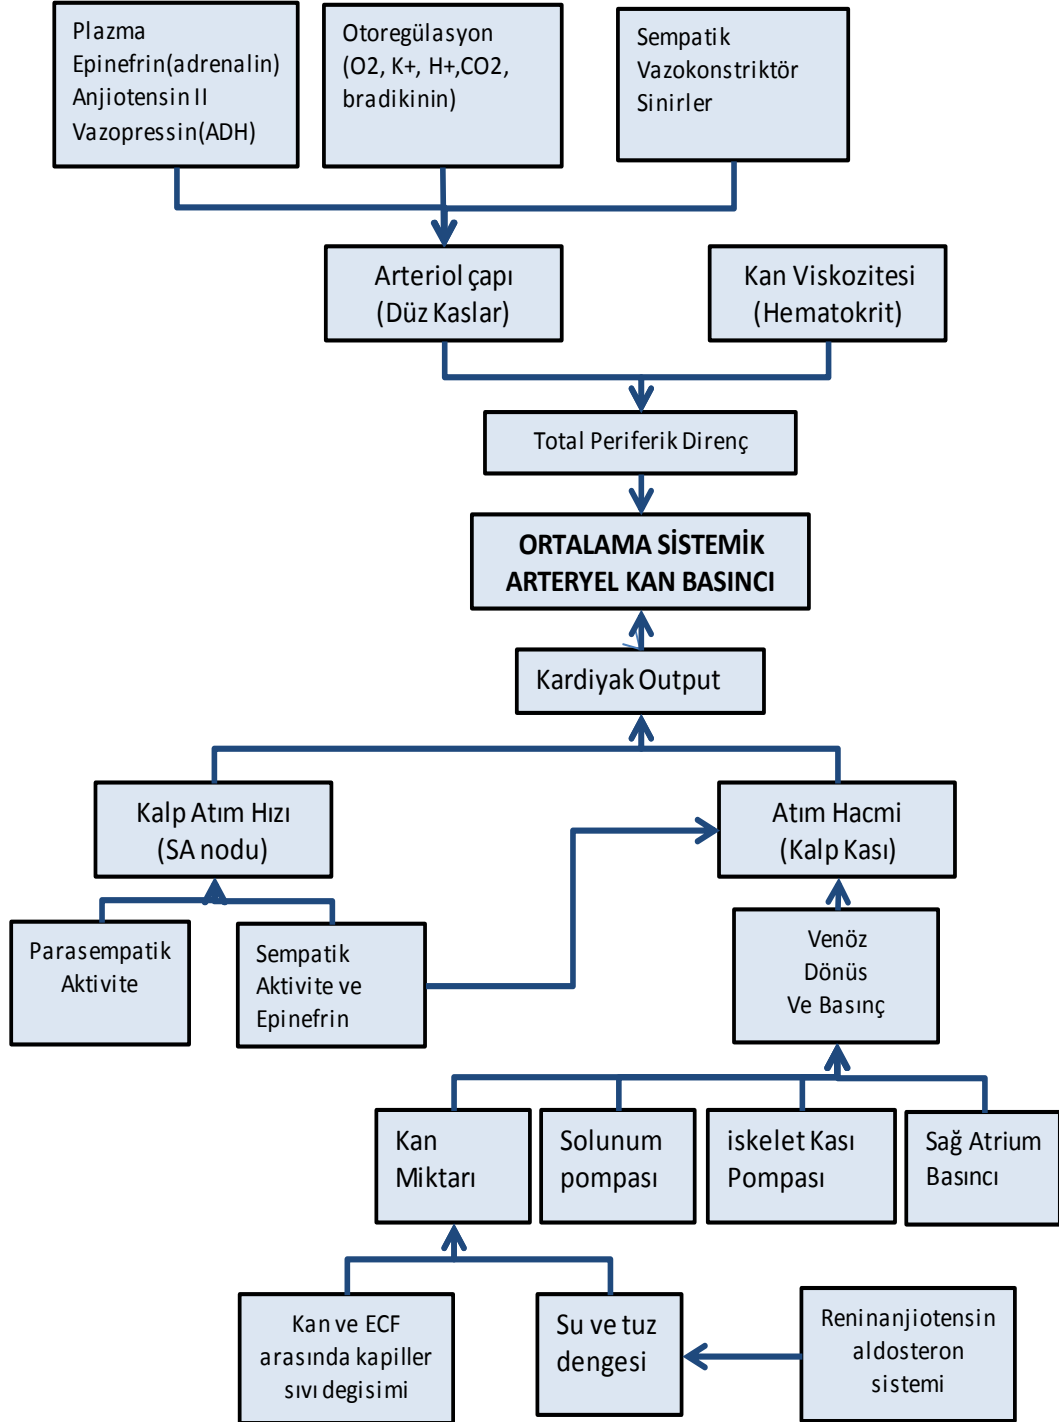 Plazma
Epinefrin(adrenalin)
Anjiotensin II
Vazopressin(ADH)
Otoregülasyon
(O2, K+, H+,CO2,
bradikinin)
Sempatik
Vazokonstriktör
Sinirler
Arteriol çapı
(Düz Kaslar)
Kan Viskozitesi
(Hematokrit)
Total Periferik Direnç
ORTALAMA SİSTEMİK
ARTERYEL KAN BASINCI
Kardiyak Output
Kalp Atım Hızı
(SA nodu)
Atım Hacmi
(Kalp Kası)
Parasempatik
Aktivite
Sempatik
Aktivite ve
Epinefrin
Venöz
Dönüs
Ve Basınç
Kan
Miktarı
Solunum
pompası
iskelet Kası
Pompası
Sağ Atrium
Basıncı
Kan ve ECF
arasında kapiller
sıvı degisimi
Su ve tuz
dengesi
Reninanjiotensin
aldosteron
sistemi